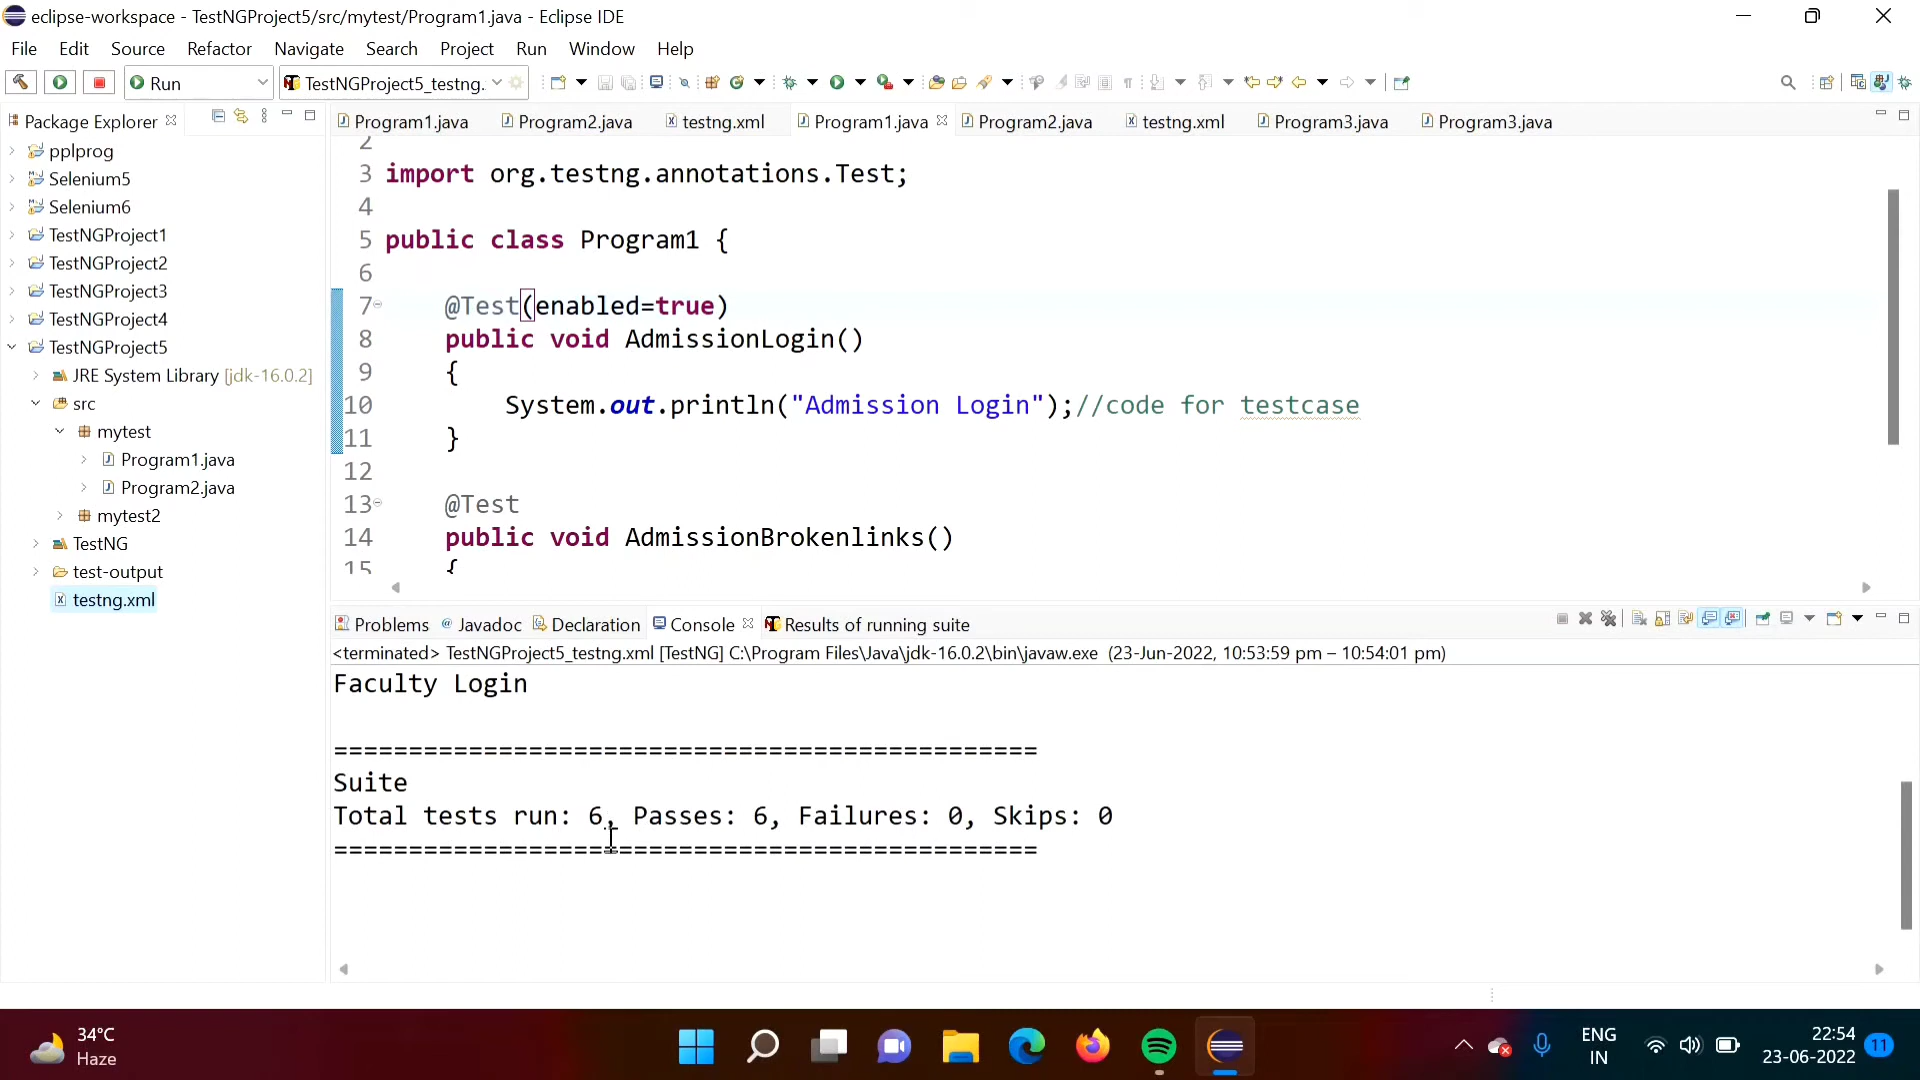 eclipse-workspace - TestNGProject5/src/mytest/Program1.java - Eclipse IDE
File Edit Source Refactor Navigate Search Project Run Window Help
Run TestNGProject5_testng.
Package Explorer
pplprog
Selenium5
Selenium6
TestNGProject1
TestNGProject2
TestNGProject3
TestNGProject4
TestNGProject5
JRE System Library [jdk-16.0.2]
src
mytest
Program1.java
Program2.java
mytest2
TestNG
test-output
testng.xml
Program1.java Program2.java testng.xml Program1.java Program2.java testng.xml Program3.java Program3.java
2
3 import org.testng.annotations.Test;
4
5 public class Program1 {
6
7 @Test(enabled=true)
8 public void AdmissionLogin()
9 {
10 System.out.println("Admission Login");//code for testcase
11 }
12
13 @Test
14 public void AdmissionBrokenlinks()
15 {
Problems Javadoc Declaration Console Results of running suite
<terminated> TestNGProject5_testng.xml [TestNG] C:\Program Files\Java\jdk-16.0.2\bin\javaw.exe (23-Jun-2022, 10:53:59 pm – 10:54:01 pm)
Faculty Login
===============================================
Suite
Total tests run: 6, Passes: 6, Failures: 0, Skips: 0
===============================================
34°C
Haze
ENG
IN
22:54
23-06-2022
11